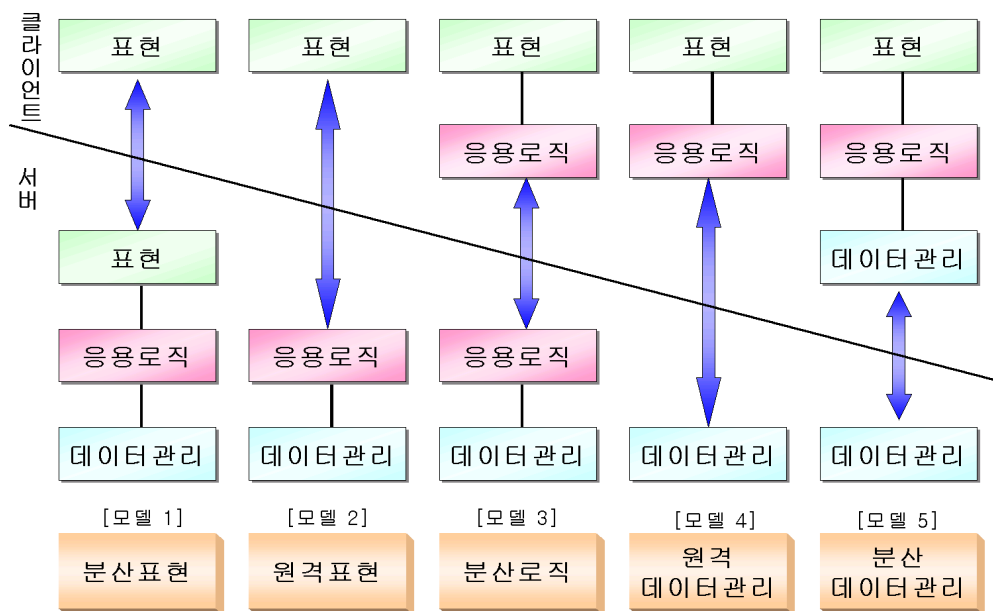 클라이언트
표현
표현
표현
표현
표현
응용로직
응용로직
응용로직
서버
표현
데이터관리
응용로직
응용로직
응용로직
데이터관리
데이터관리
데이터관리
데이터관리
데이터관리
[모델 1]
[모델 2]
[모델 3]
[모델 4]
[모델 5]
분산표현
원격표현
분산로직
원격
데이터관리
분산
데이터관리